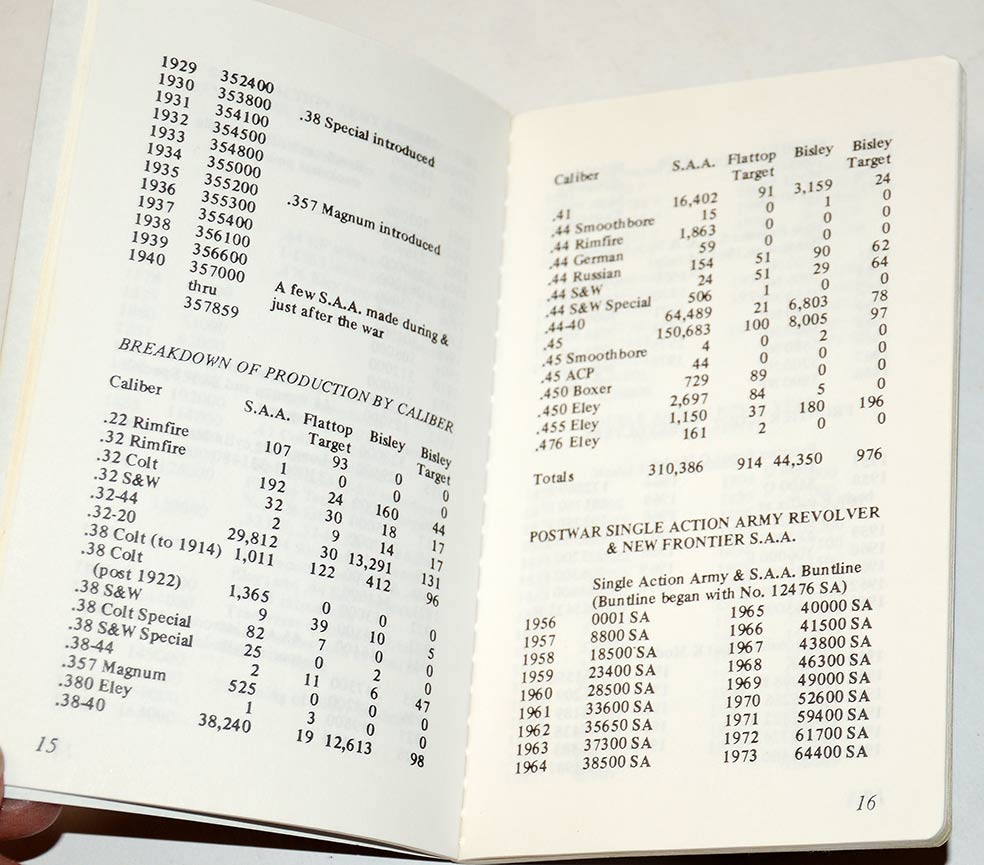 1929 352400
1930 353800 .38 Special introduced
1931 354100
1932 354500
1933 354800
1934 355000
1935 355200 .357 Magnum introduced
1936 355300
1937 355400
1938 356100
1939 356600
1940 357000 A few S.A.A. made during &
thru just after the war
357859
BREAKDOWN OF PRODUCTION BY CALIBER
Caliber S.A.A. Flattop Bisley Bisley
Target Target
.22 Rimfire 107 93 0 0
.32 Rimfire 1 0 0 0
.32 Colt 192 24 160 44
.32 S&W 32 30 18 17
.32-44 2 9 14 17
.32-20 29,812 30 13,291 131
.38 Colt (to 1914) 1,011 122 412 96
.38 Colt
(post 1922) 1,365 0 0 0
.38 S&W 9 39 10 5
.38 Colt Special 82 7 0 0
.38 S&W Special 25 0 2 0
.38-44 2 11 6 47
.357 Magnum 525 0 0 0
.380 Eley 1 3 0 0
.38-40 38,240 19 12,613 98
15
Caliber S.A.A. Flattop Bisley Bisley
Target Target
.41 16,402 91 3,159 24
.44 Smoothbore 15 0 1 0
.44 Rimfire 1,863 0 0 0
.44 German 59 0 0 0
.44 Russian 154 51 90 62
.44 S&W 24 51 29 64
.44 S&W Special 506 1 0 0
.44-40 64,489 21 6,803 78
.45 150,683 100 8,005 97
.45 Smoothbore 4 0 2 0
.45 ACP 44 0 0 0
.450 Boxer 729 89 0 0
.450 Eley 2,697 84 5 0
.455 Eley 1,150 37 180 196
.476 Eley 161 2 0 0
Totals 310,386 914 44,350 976
POSTWAR SINGLE ACTION ARMY REVOLVER
& NEW FRONTIER S.A.A.
Single Action Army & S.A.A. Buntline
(Buntline began with No. 12476 SA)
1956 0001 SA 1965 40000 SA
1957 8800 SA 1966 41500 SA
1958 18500 SA 1967 43800 SA
1959 23400 SA 1968 46300 SA
1960 28500 SA 1969 49000 SA
1961 33600 SA 1970 52600 SA
1962 35650 SA 1971 59400 SA
1963 37300 SA 1972 61700 SA
1964 38500 SA 1973 64400 SA
16